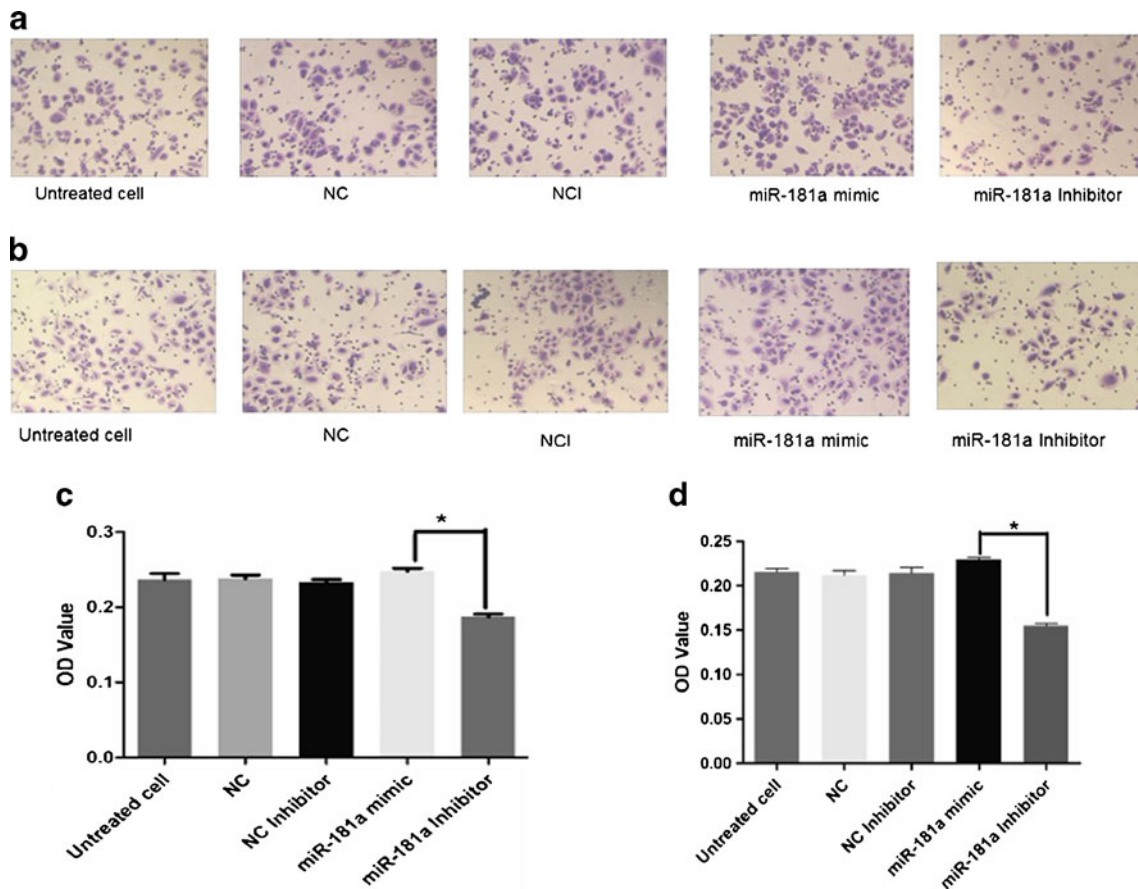 a
Untreated cell
NC
NCI
miR-181a mimic
miR-181a Inhibitor
b
Untreated cell
NC
NCI
miR-181a mimic
miR-181a Inhibitor
c
0.3
0.2
0.1
0.0
OD Value
*
Untreated cell
NC
NC Inhibitor
miR-181a mimic
miR-181a Inhibitor
d
0.25
0.20
0.15
0.10
0.05
0.00
OD Value
*
Untreated cell
NC
NC Inhibitor
miR-181a mimic
miR-181a Inhibitor